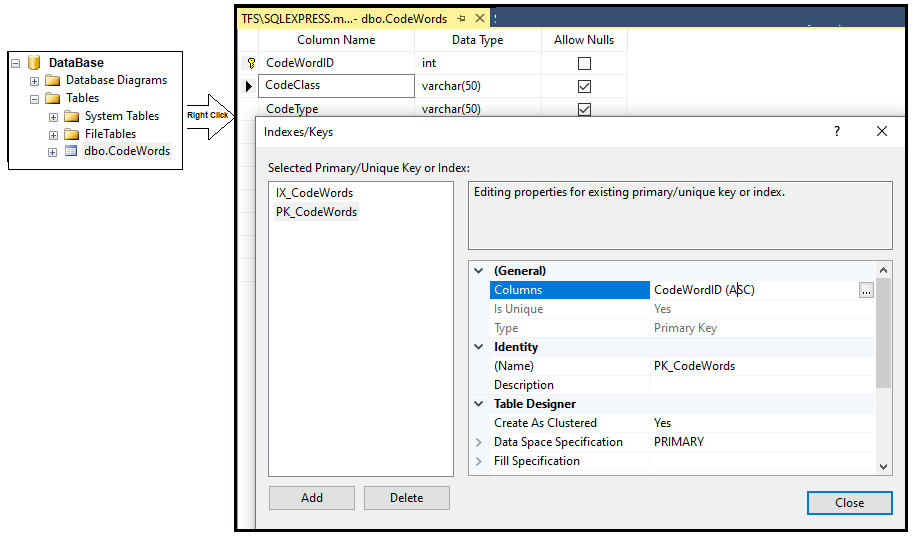 DataBase
Database Diagrams
Tables
System Tables
FileTables
dbo.CodeWords
Right Click
TFS\SQLEXPRESS.m...- dbo.CodeWords
Column Name Data Type Allow Nulls
CodeWordID int
CodeClass varchar(50)
CodeType varchar(50)
Indexes/Keys ?
Selected Primary/Unique Key or Index:
IX_CodeWords
PK_CodeWords
Editing properties for existing primary/unique key or index.
(General)
Columns CodeWordID (ASC) ...
Is Unique Yes
Type Primary Key
Identity
(Name) PK_CodeWords
Description
Table Designer
Create As Clustered Yes
Data Space Specification PRIMARY
Fill Specification
Add Delete
Close